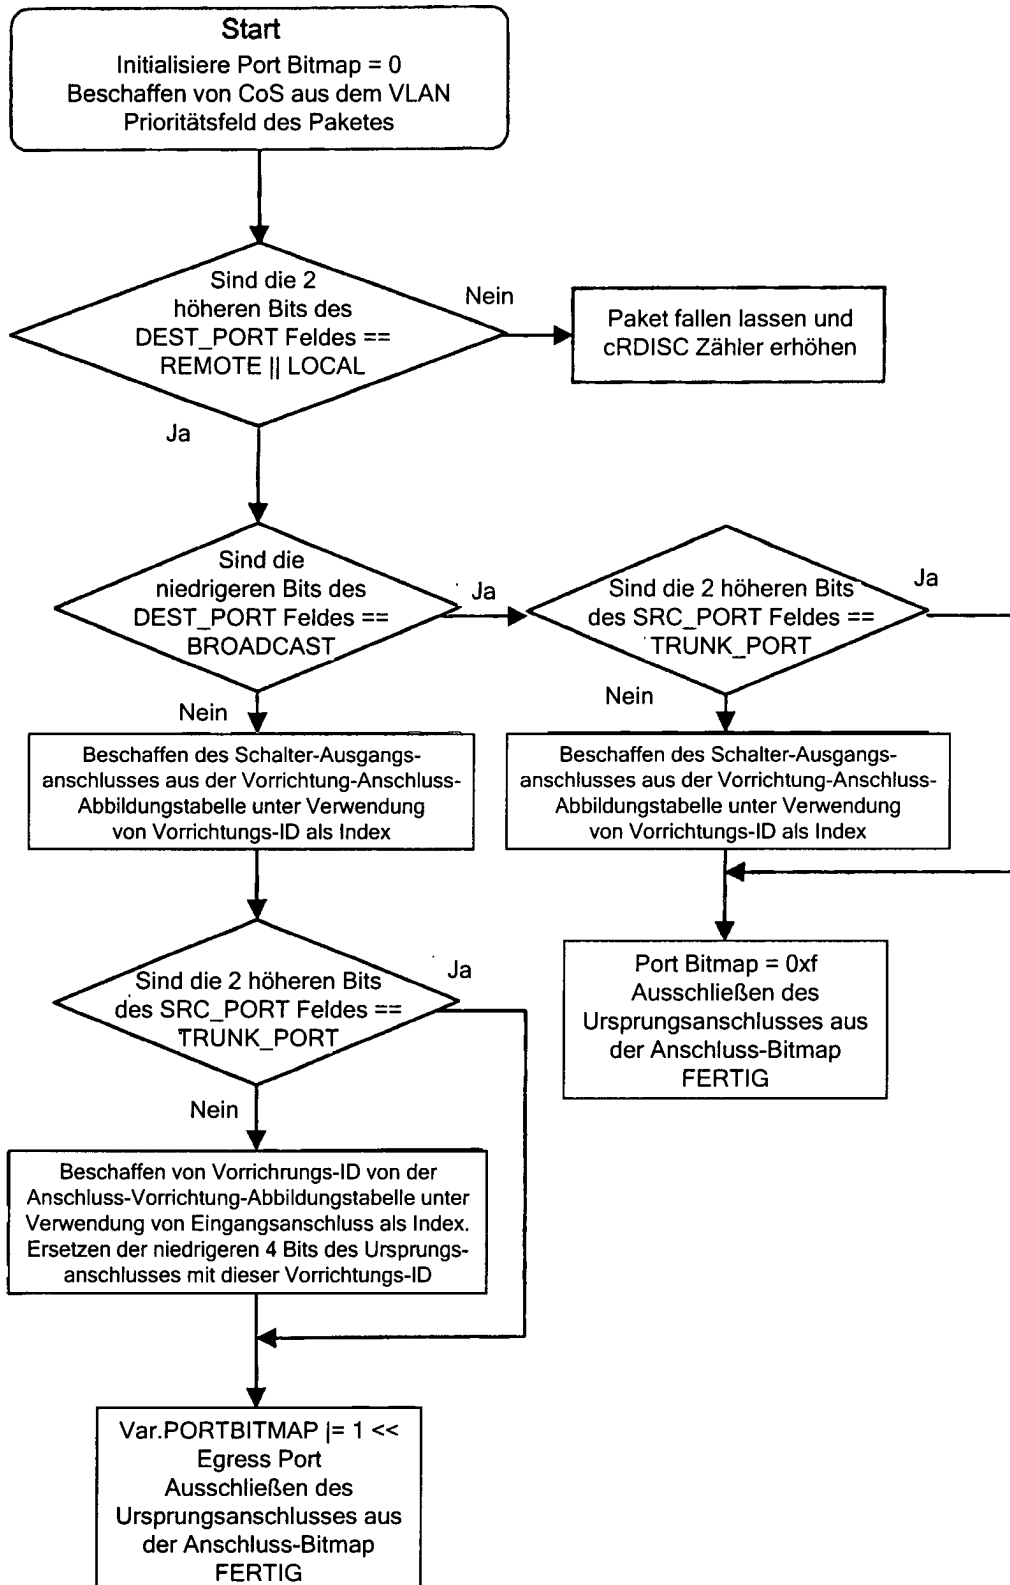 Start
Initialisiere Port Bitmap = 0
Beschaffen von CoS aus dem VLAN
Prioritätsfeld des Paketes
Sind die 2
höheren Bits des
DEST_PORT Feldes ==
REMOTE || LOCAL
Nein
Paket fallen lassen und
cRDISC Zähler erhöhen
Ja
Sind die
niedrigeren Bits des
DEST_PORT Feldes ==
BROADCAST
Ja
Sind die 2 höheren Bits
des SRC_PORT Feldes ==
TRUNK_PORT
Ja
Nein
Nein
Beschaffen des Schalter-Ausgangs-
anschlusses aus der Vorrichtung-Anschluss-
Abbildungstabelle unter Verwendung
von Vorrichtungs-ID als Index
Beschaffen des Schalter-Ausgangs-
anschlusses aus der Vorrichtung-Anschluss-
Abbildungstabelle unter Verwendung
von Vorrichtungs-ID als Index
Sind die 2 höheren Bits
des SRC_PORT Feldes ==
TRUNK_PORT
Ja
Port Bitmap = 0xf
Ausschließen des
Ursprungsanschlusses aus
der Anschluss-Bitmap
FERTIG
Nein
Beschaffen von Vorrichrungs-ID von der
Anschluss-Vorrichtung-Abbildungstabelle unter
Verwendung von Eingangsanschluss als Index.
Ersetzen der niedrigeren 4 Bits des Ursprungs-
anschlusses mit dieser Vorrichtungs-ID
Var.PORTBITMAP |= 1 <<
Egress Port
Ausschließen des
Ursprungsanschlusses aus
der Anschluss-Bitmap
FERTIG